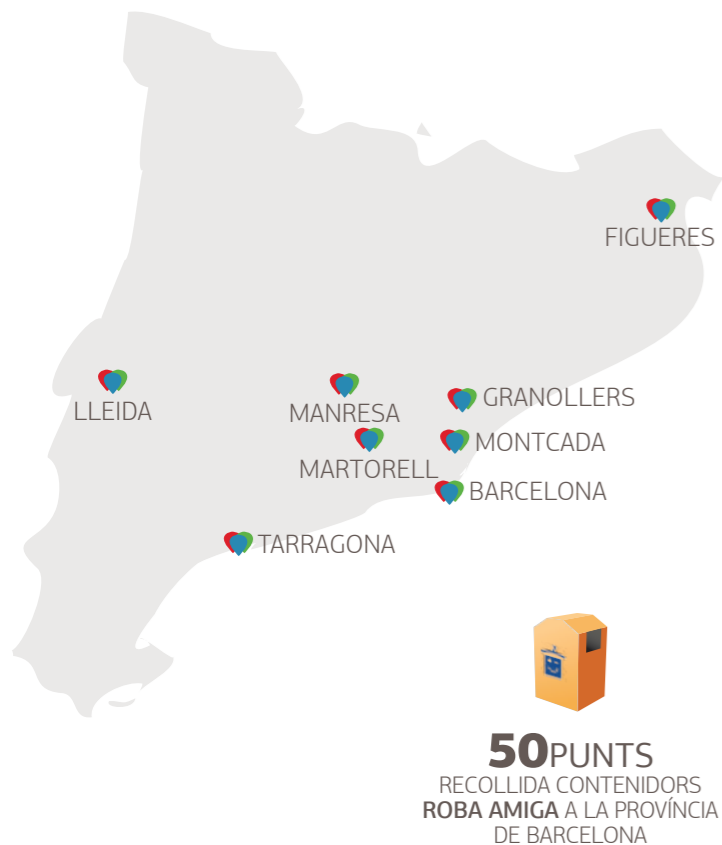 FIGUERES
LLEIDA
MANRESA
GRANOLLERS
MARTORELL
MONTCADA
BARCELONA
TARRAGONA
50PUNTS
RECOLLIDA CONTENIDORS
ROBA AMIGA A LA PROVÍNCIA
DE BARCELONA